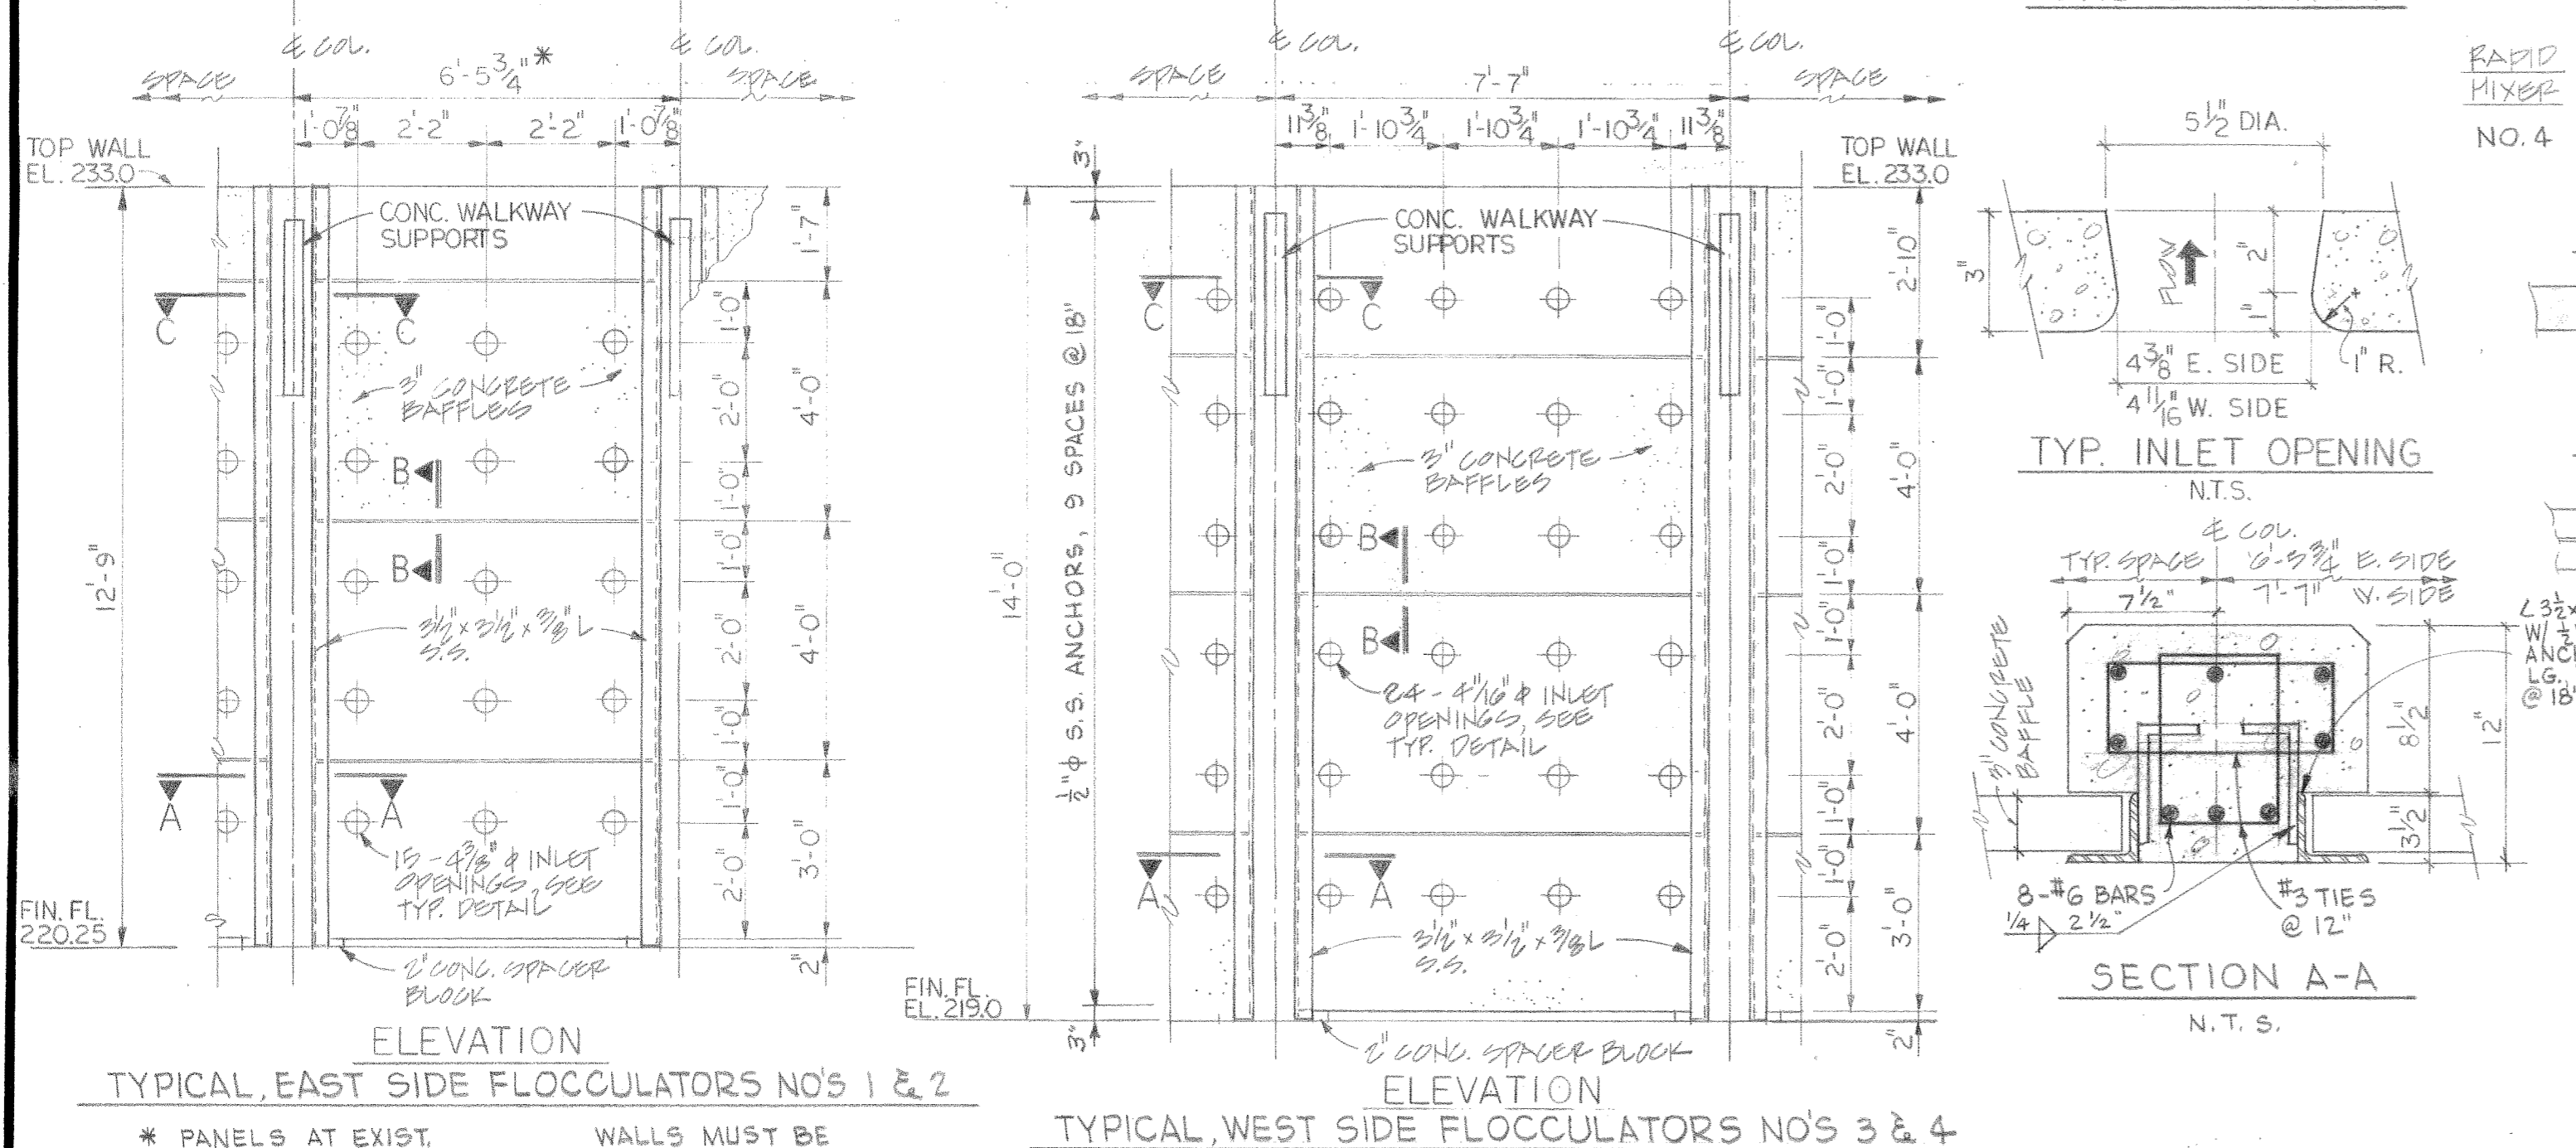 ℄ COL.
℄ COL.
SPACE
6'-5 3/4" *
SPACE
1'-0 7/8"
2'-2"
2'-2"
1'-0 7/8"
TOP WALL
EL. 233.0
CONC. WALKWAY
SUPPORTS
1'-7"
C
C
1'-0"
3" CONCRETE
BAFFLES
2'-0"
4'-0"
B
1'-0"
12'-9"
B
1'-0"
3 1/2" x 3 1/2" x 3/8" L
S.S.
2'-0"
4'-0"
1'-0"
A
A
1'-0"
15 - 4 3/8" φ INLET
OPENINGS, SEE
TYP. DETAIL
2'-0"
3'-0"
FIN. FL.
220.25
2" CONC. SPACER
BLOCK
2"
ELEVATION
TYPICAL, EAST SIDE FLOCCULATORS NO'S 1 & 2
* PANELS AT EXIST. WALLS MUST BE
℄ COL.
℄ COL.
SPACE
7'-7"
SPACE
11 3/8"
1'-10 3/4"
1'-10 3/4"
1'-10 3/4"
11 3/8"
3"
TOP WALL
EL. 233.0
CONC. WALKWAY
SUPPORTS
2'-10"
C
C
1'-0"
1'-0"
3" CONCRETE
BAFFLES
2'-0"
4'-0"
B
1'-0"
14'-0"
1/2" φ S.S. ANCHORS, 9 SPACES @ 18"
B
1'-0"
24 - 4 11/16" φ INLET
OPENINGS, SEE
TYP. DETAIL
2'-0"
4'-0"
1'-0"
A
A
1'-0"
3 1/2" x 3 1/2" x 3/8 L
S.S.
2'-0"
3'-0"
FIN. FL.
EL. 219.0
3"
2" CONC. SPACER BLOCK
2"
ELEVATION
TYPICAL, WEST SIDE FLOCCULATORS NO'S 3 & 4
RAPID
MIXER
NO. 4
5 1/2" DIA.
3"
FLOW
2"
1"
4 3/8" E. SIDE
1" R.
4 11/16" W. SIDE
TYP. INLET OPENING
N.T.S.
℄ COL.
TYP. SPACE
6'-5 3/4" E. SIDE
7'-7" W. SIDE
7 1/2"
3" CONCRETE
BAFFLE
L 3 1/2 x
W/ 1/2
ANC
LG.
@ 18"
8 1/2"
12"
3 1/2"
8 - #6 BARS
1/4 2 1/2"
#3 TIES
@ 12"
SECTION A-A
N.T.S.